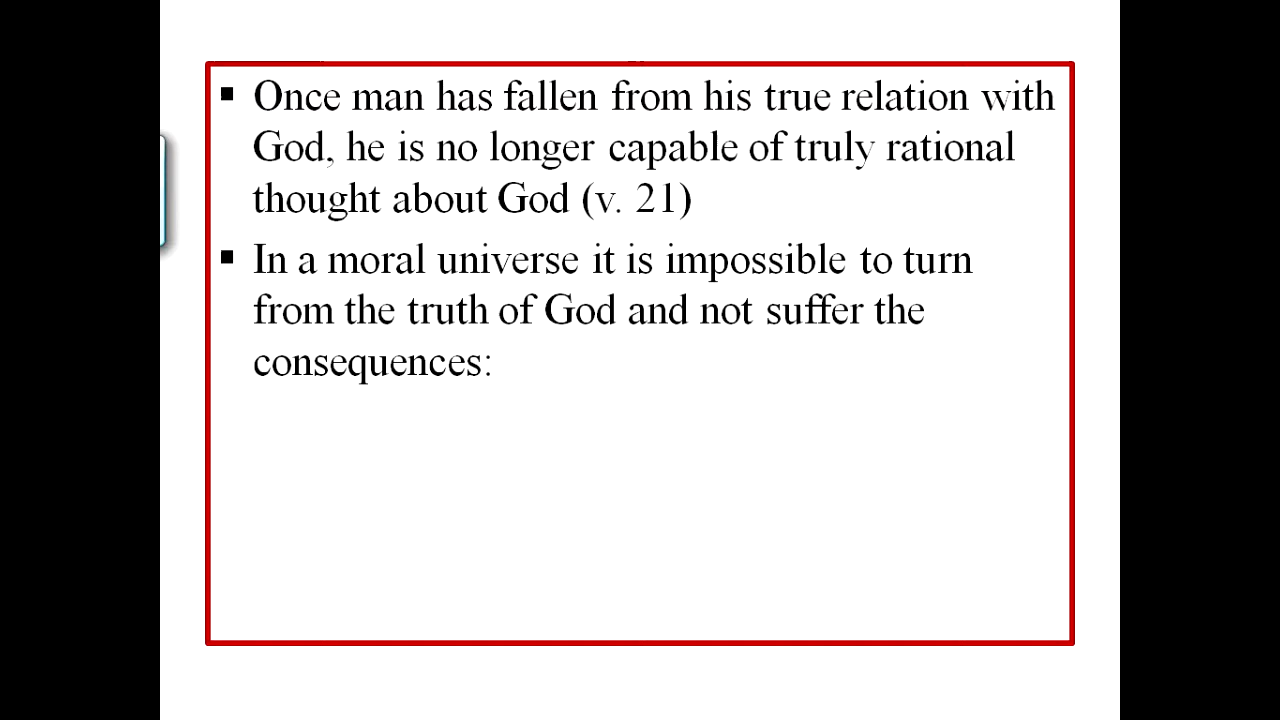 ▪ Once man has fallen from his true relation with
God, he is no longer capable of truly rational
thought about God (v. 21)
▪ In a moral universe it is impossible to turn
from the truth of God and not suffer the
consequences: